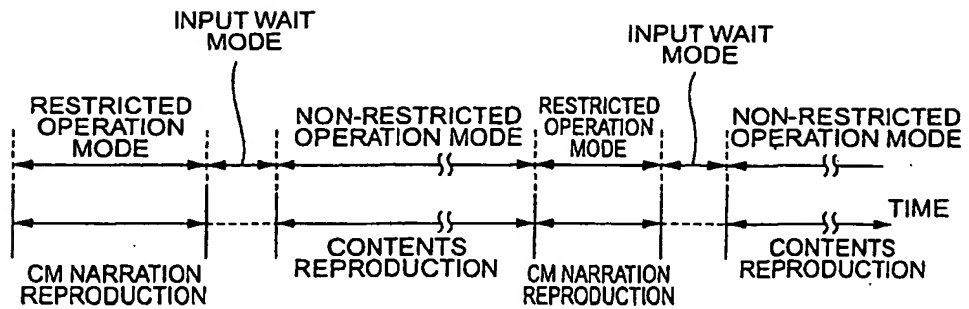 INPUT WAIT
MODE
INPUT WAIT
MODE
RESTRICTED
OPERATION
MODE
NON-RESTRICTED
OPERATION MODE
RESTRICTED
OPERATION
MODE
NON-RESTRICTED
OPERATION MODE
TIME
CM NARRATION
REPRODUCTION
CONTENTS
REPRODUCTION
CM NARRATION
REPRODUCTION
CONTENTS
REPRODUCTION